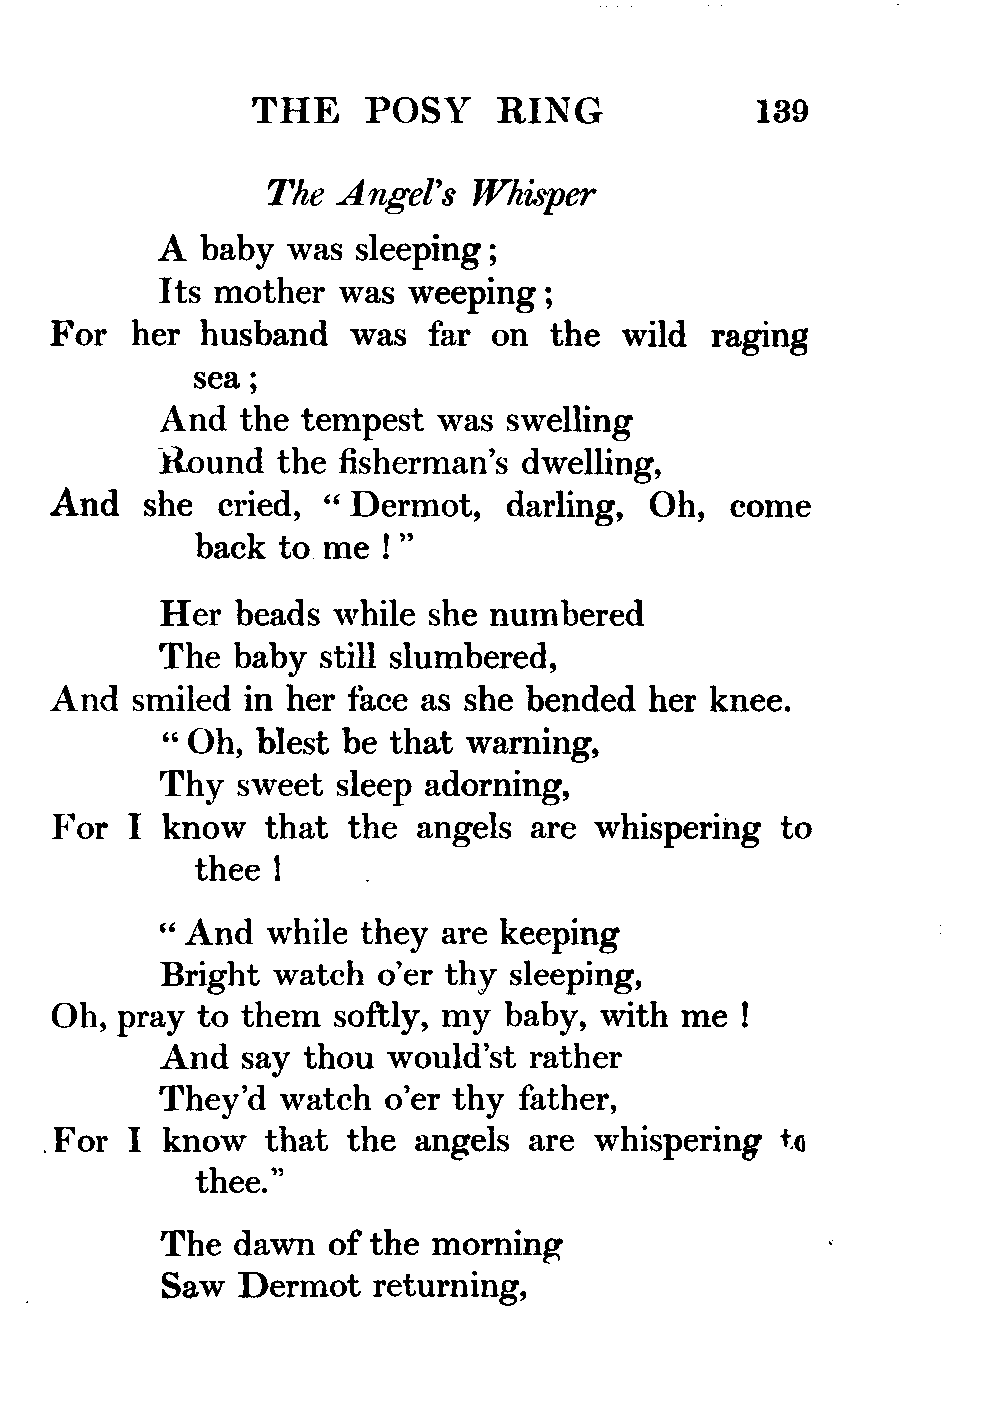 THE POSY RING 139
The Angel's Whisper
A baby was sleeping;
Its mother was weeping;
For her husband was far on the wild raging
sea;
And the tempest was swelling
Round the fisherman's dwelling,
And she cried, "Dermot, darling, Oh, come
back to me!"
Her beads while she numbered
The baby still slumbered,
And smiled in her face as she bended her knee.
"Oh, blest be that warning,
Thy sweet sleep adorning,
For I know that the angels are whispering to
thee!
"And while they are keeping
Bright watch o'er thy sleeping,
Oh, pray to them softly, my baby, with me!
And say thou would'st rather
They'd watch o'er thy father,
For I know that the angels are whispering to
thee."
The dawn of the morning
Saw Dermot returning,